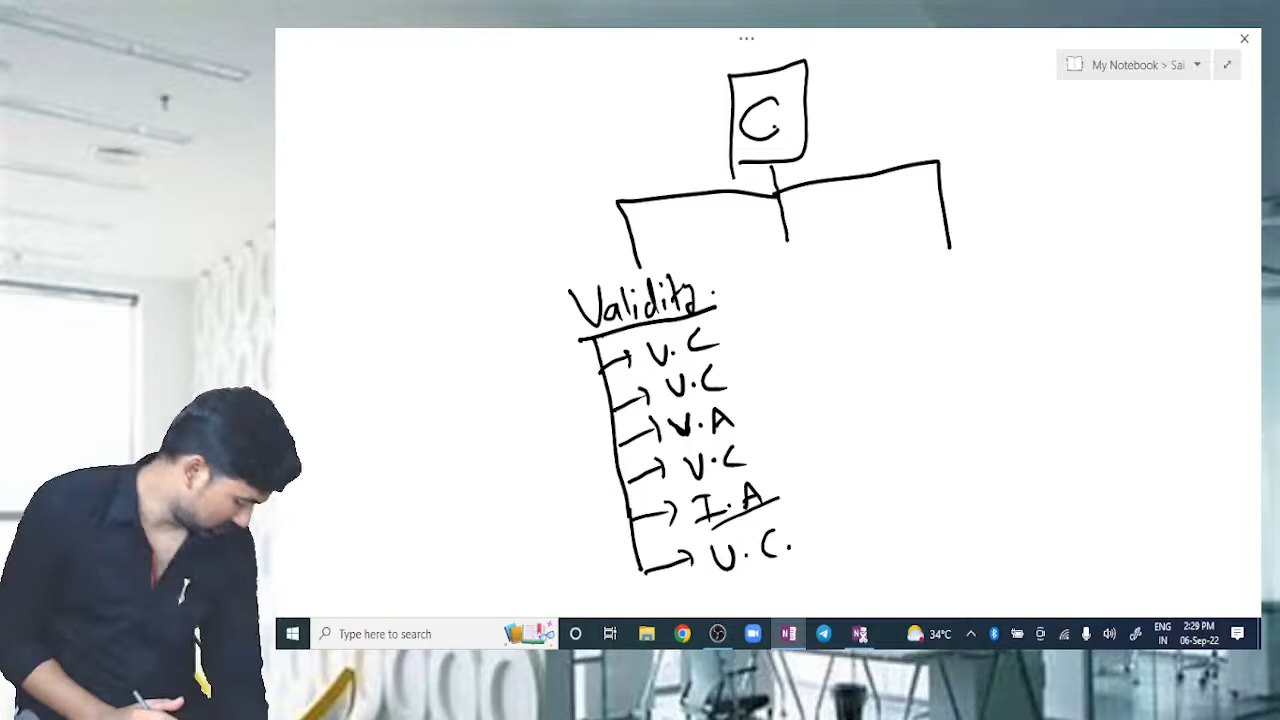 My Notebook > Sai
C
Validity.
V.C
V.C
V.A
V.C
I.A
U.C.
Type here to search
34°C
ENG
IN
2:29 PM
06-Sep-22